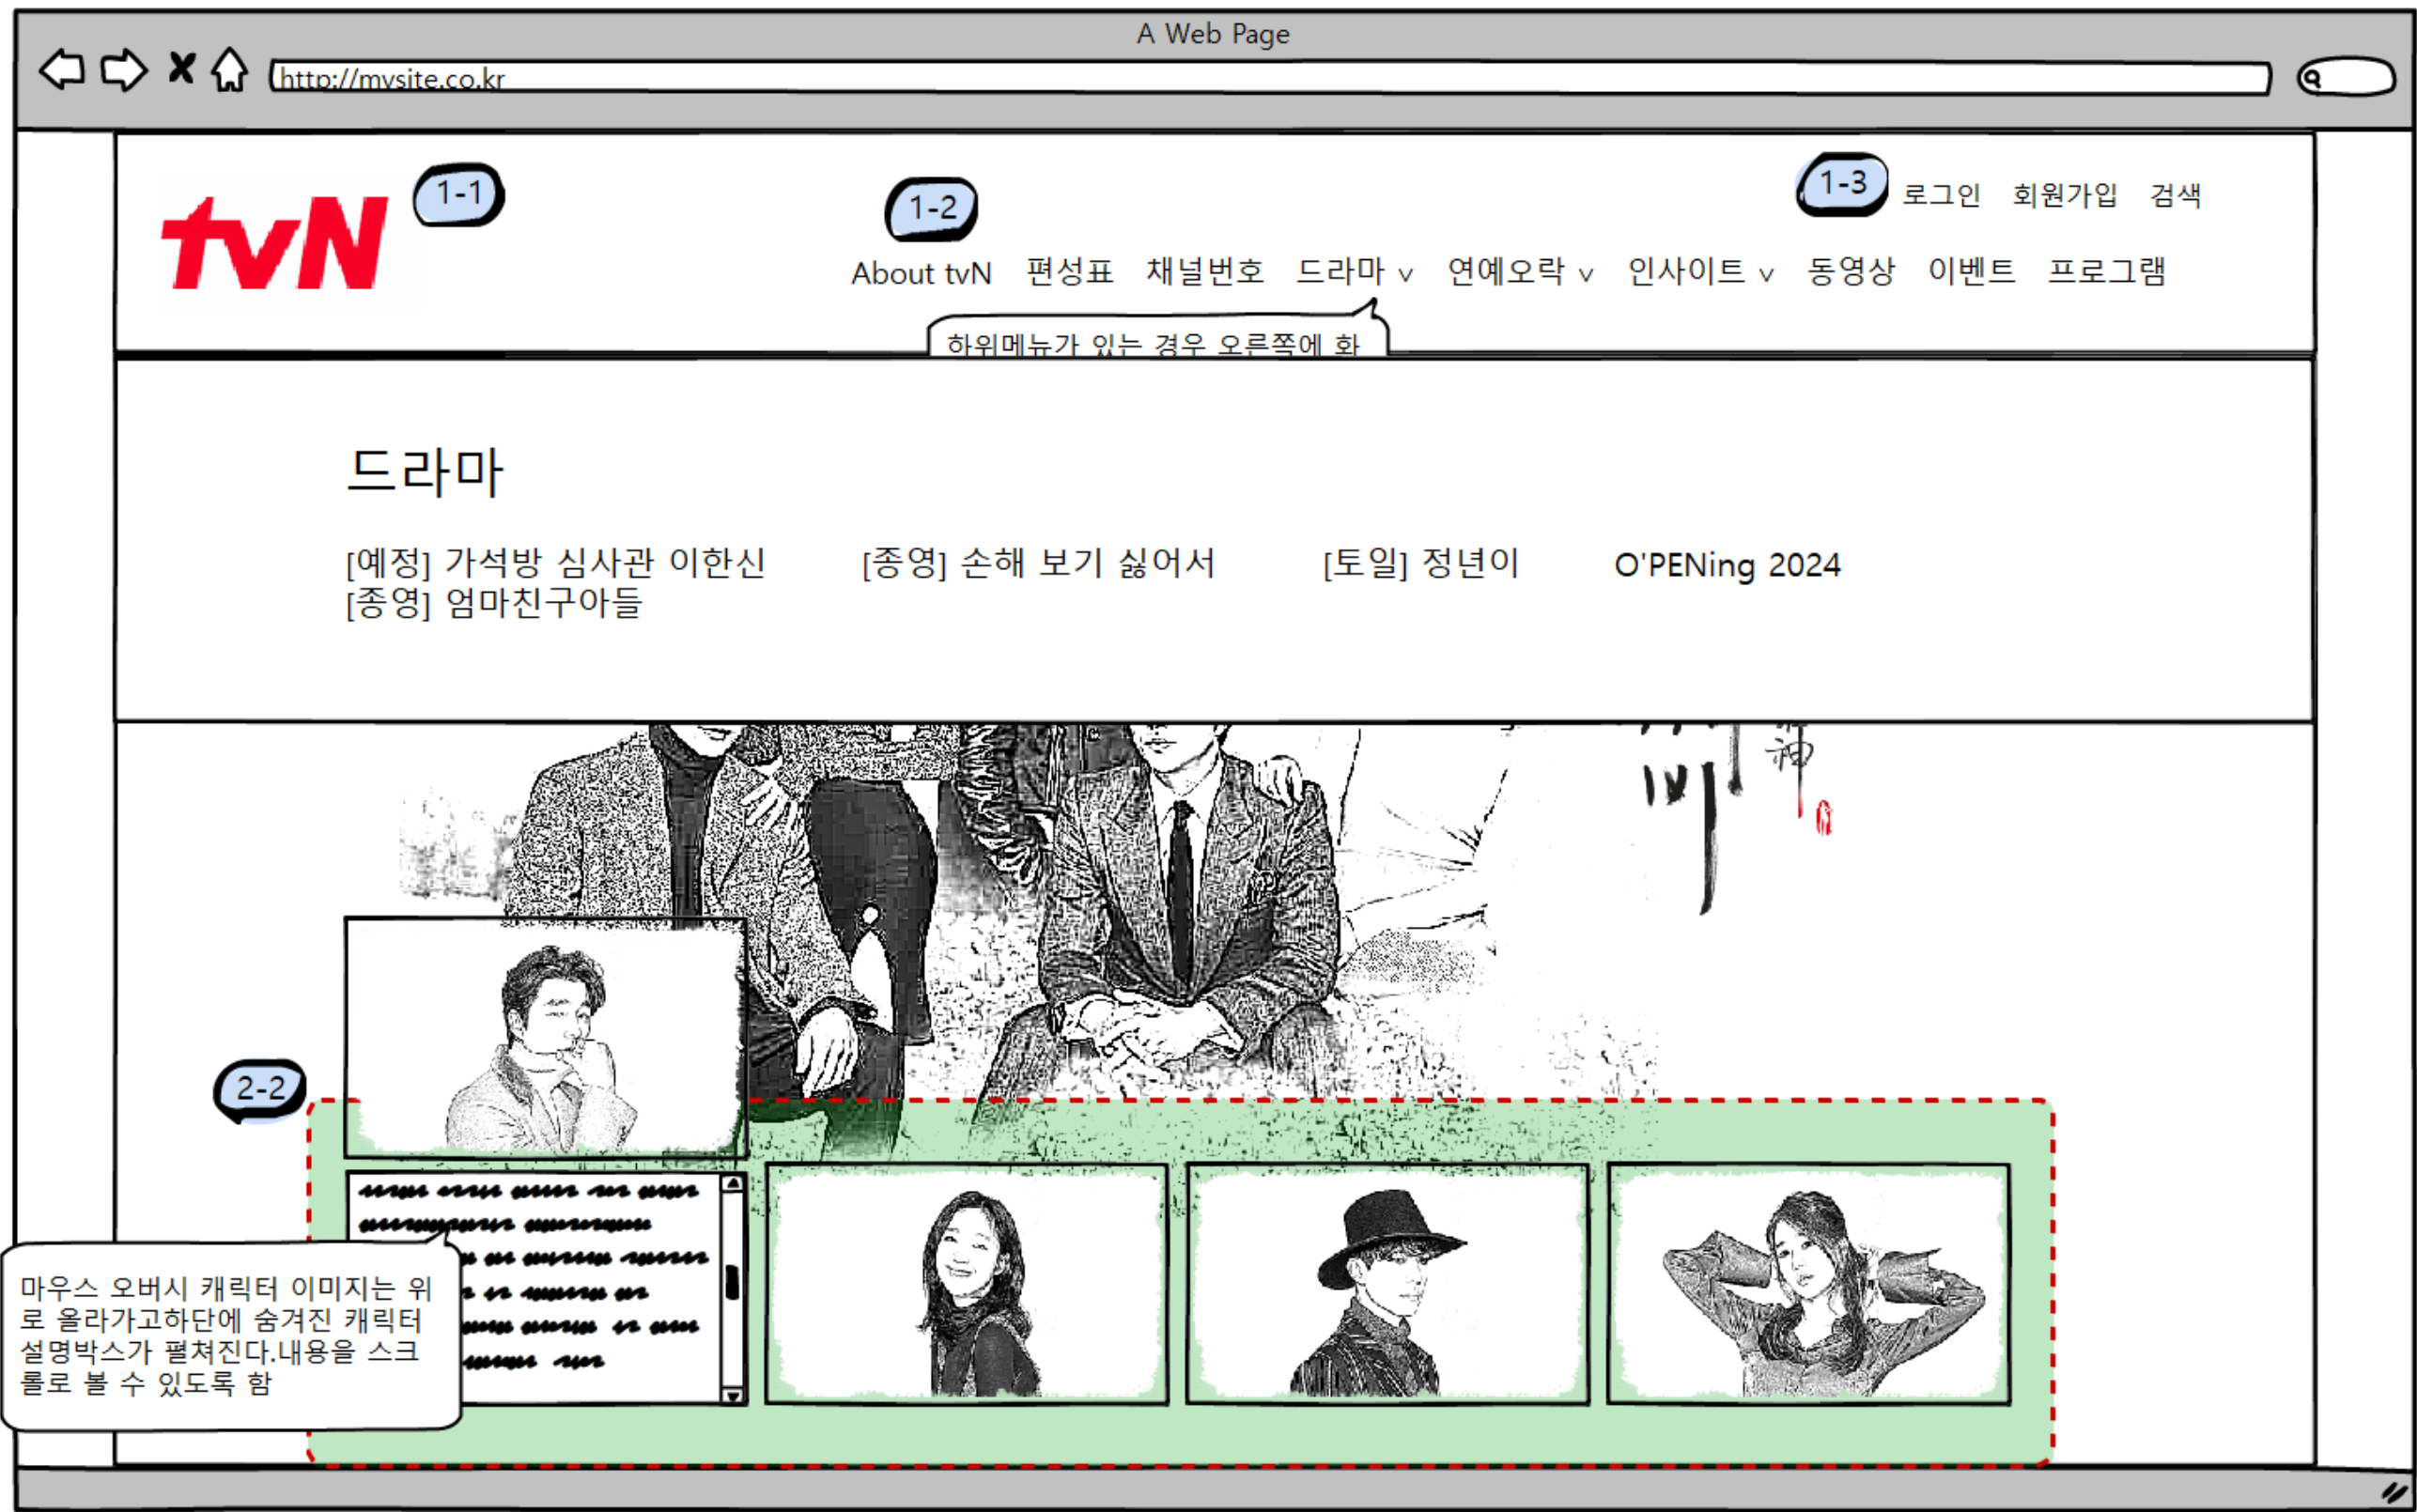 A Web Page
http://mysite.co.kr
tvN
1-1
1-2
1-3
로그인 회원가입 검색
About tvN 편성표 채널번호 드라마 v 연예오락 v 인사이트 v 동영상 이벤트 프로그램
하위메뉴가 있는 경우 오른쪽에 화
드라마
[예정] 가석방 심사관 이한신 [종영] 손해 보기 싫어서 [토일] 정년이 O'PENing 2024
[종영] 엄마친구아들
神
2-2
마우스 오버시 캐릭터 이미지는 위
로 올라가고하단에 숨겨진 캐릭터
설명박스가 펼쳐진다.내용을 스크
롤로 볼 수 있도록 함